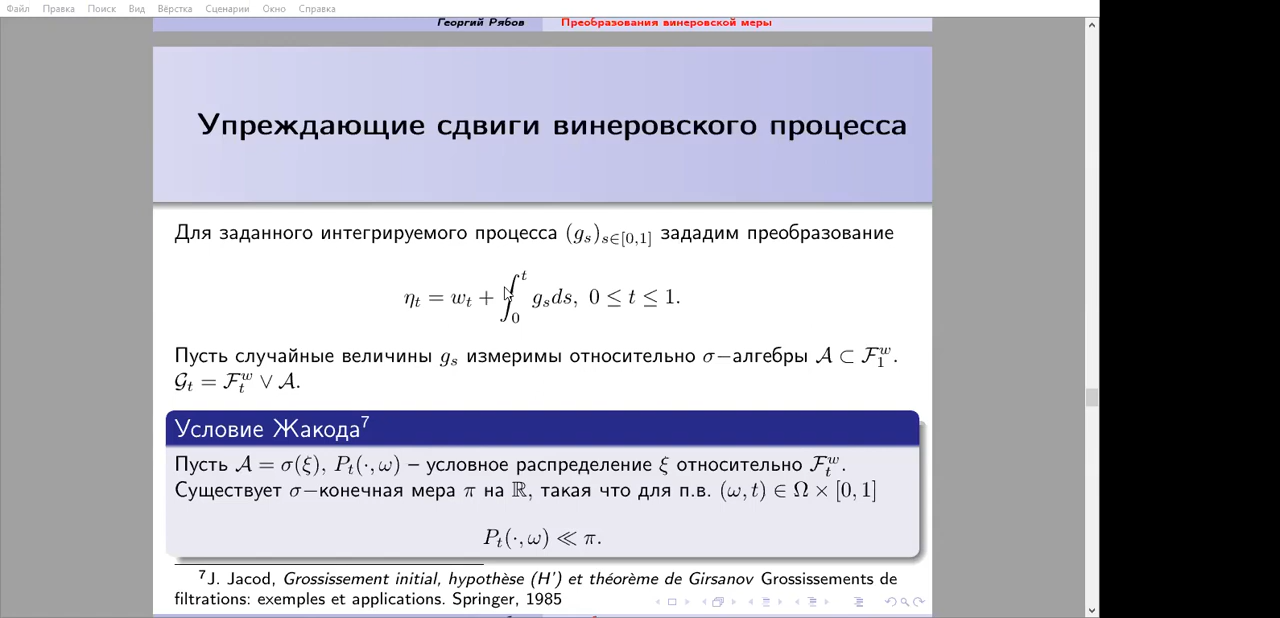 Файл Правка Поиск Вид Вёрстка Сценарии Окно Справка
Георгий Рябов Преобразования винеровской меры
Упреждающие сдвиги винеровского процесса
Для заданного интегрируемого процесса (g_s)_{s∈[0,1]} зададим преобразование
η_t = w_t + ∫_0^t g_s ds, 0 ≤ t ≤ 1.
Пусть случайные величины g_s измеримы относительно σ−алгебры 𝒜 ⊂ ℱ_1^w.
𝒢_t = ℱ_t^w ∨ 𝒜.
Условие Жакода⁷
Пусть 𝒜 = σ(ξ), P_t(·, ω) – условное распределение ξ относительно ℱ_t^w.
Существует σ−конечная мера π на ℝ, такая что для п.в. (ω, t) ∈ Ω × [0, 1]
P_t(·, ω) ≪ π.
⁷J. Jacod, Grossissement initial, hypothèse (H') et théorème de Girsanov Grossissements de
filtrations: exemples et applications. Springer, 1985